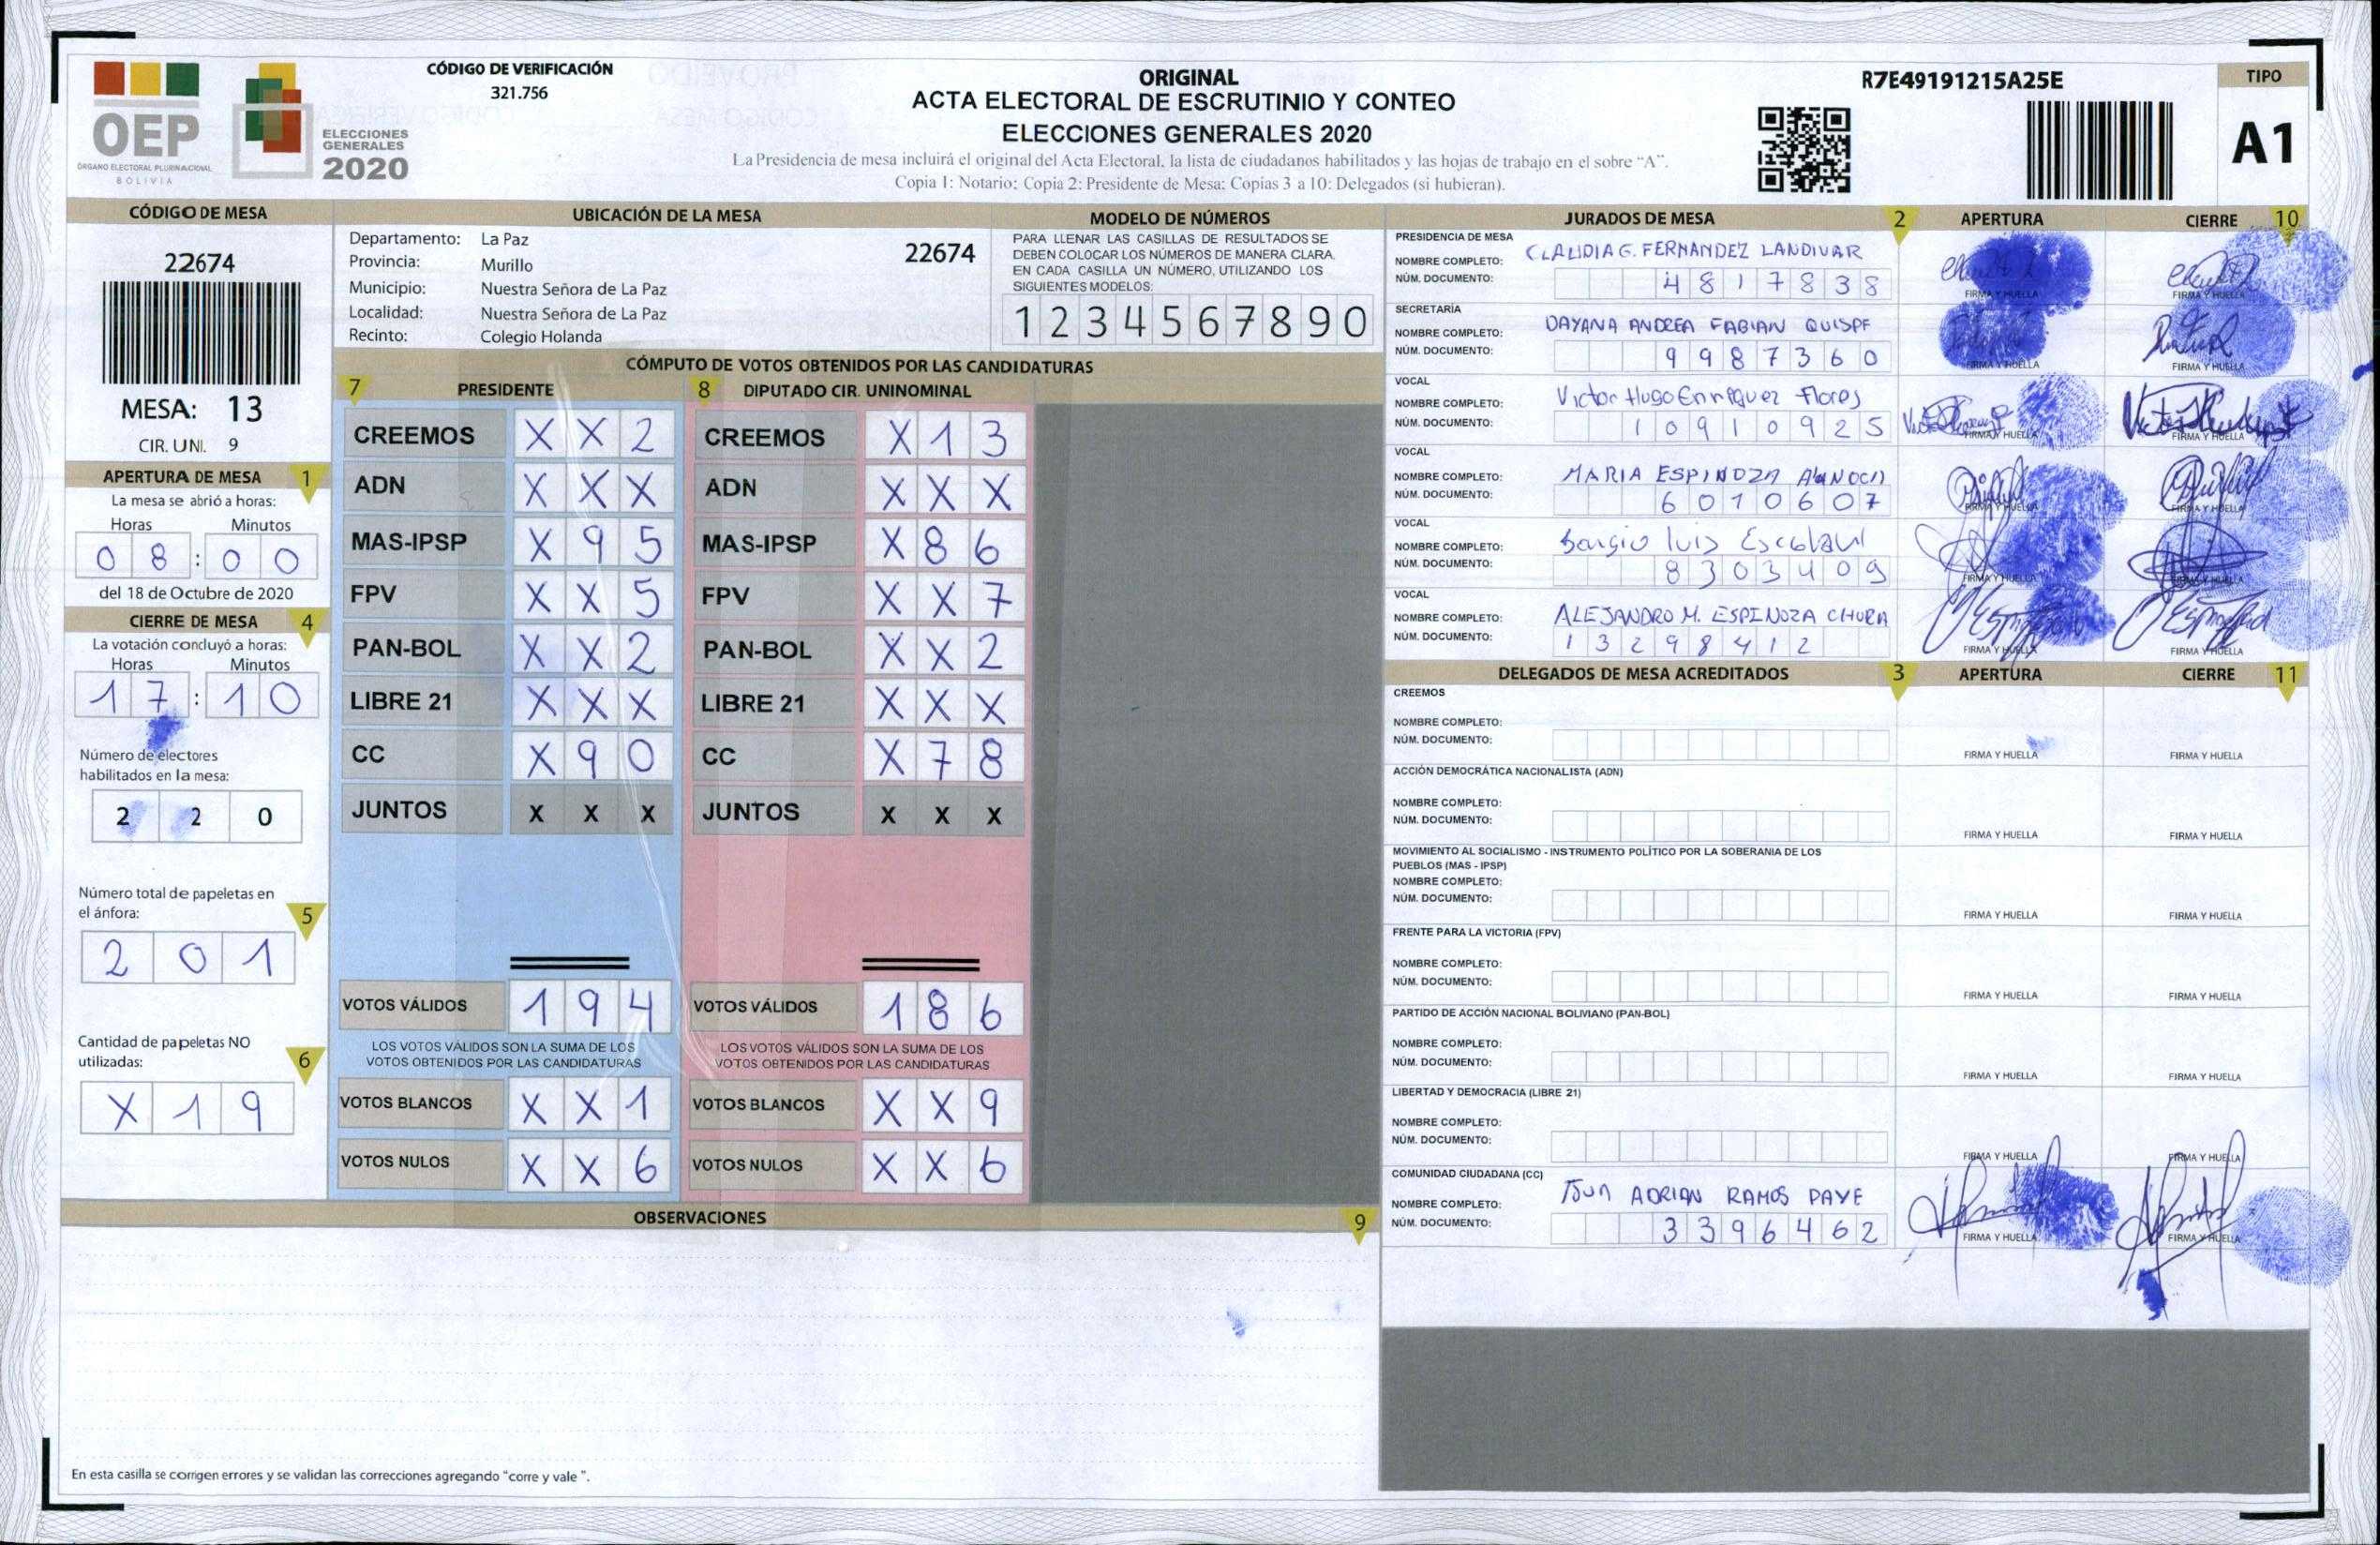 OEP
ÓRGANO ELECTORAL PLURINACIONAL
BOLIVIA
ELECCIONES
GENERALES
2020
CÓDIGO DE VERIFICACIÓN
321.756
ORIGINAL
ACTA ELECTORAL DE ESCRUTINIO Y CONTEO
ELECCIONES GENERALES 2020
La Presidencia de mesa incluirá el original del Acta Electoral, la lista de ciudadanos habilitados y las hojas de trabajo en el sobre “A”.
Copia 1: Notario; Copia 2: Presidente de Mesa; Copias 3 a 10: Delegados (si hubieran).
R7E49191215A25E
TIPO
A1
CÓDIGO DE MESA
22674
MESA: 13
CIR. UNI. 9
APERTURA DE MESA 1
La mesa se abrió a horas:
Horas Minutos
0 8 : 0 0
del 18 de Octubre de 2020
CIERRE DE MESA 4
La votación concluyó a horas:
Horas Minutos
1 7 : 1 0
Número de electores
habilitados en la mesa:
2 2 0
Número total de papeletas en
el ánfora: 5
2 0 1
Cantidad de papeletas NO
utilizadas: 6
X 1 9
UBICACIÓN DE LA MESA
Departamento: La Paz 22674
Provincia: Murillo
Municipio: Nuestra Señora de La Paz
Localidad: Nuestra Señora de La Paz
Recinto: Colegio Holanda
MODELO DE NÚMEROS
PARA LLENAR LAS CASILLAS DE RESULTADOS SE
DEBEN COLOCAR LOS NÚMEROS DE MANERA CLARA,
EN CADA CASILLA UN NÚMERO, UTILIZANDO LOS
SIGUIENTES MODELOS:
1 2 3 4 5 6 7 8 9 0
CÓMPUTO DE VOTOS OBTENIDOS POR LAS CANDIDATURAS
7 PRESIDENTE 8 DIPUTADO CIR. UNINOMINAL
CREEMOS X X 2 CREEMOS X 1 3
ADN X X X ADN X X X
MAS-IPSP X 9 5 MAS-IPSP X 8 6
FPV X X 5 FPV X X 7
PAN-BOL X X 2 PAN-BOL X X 2
LIBRE 21 X X X LIBRE 21 X X X
CC X 9 0 CC X 7 8
JUNTOS X X X JUNTOS X X X
VOTOS VÁLIDOS 1 9 4 VOTOS VÁLIDOS 1 8 6
LOS VOTOS VÁLIDOS SON LA SUMA DE LOS LOS VOTOS VÁLIDOS SON LA SUMA DE LOS
VOTOS OBTENIDOS POR LAS CANDIDATURAS VOTOS OBTENIDOS POR LAS CANDIDATURAS
VOTOS BLANCOS X X 1 VOTOS BLANCOS X X 9
VOTOS NULOS X X 6 VOTOS NULOS X X 6
OBSERVACIONES 9
En esta casilla se corrigen errores y se validan las correcciones agregando “corre y vale ”.
JURADOS DE MESA 2 APERTURA CIERRE 10
PRESIDENCIA DE MESA
NOMBRE COMPLETO: CLAUDIA G. FERNANDEZ LANDIVAR
NÚM. DOCUMENTO: 4 8 1 7 8 3 8
FIRMA Y HUELLA FIRMA Y HUELLA
SECRETARÍA
NOMBRE COMPLETO: DAYANA ANDREA FABIAN QUISPE
NÚM. DOCUMENTO: 9 9 8 7 3 6 0
FIRMA Y HUELLA FIRMA Y HUELLA
VOCAL
NOMBRE COMPLETO: Victor Hugo Enriquez Flores
NÚM. DOCUMENTO: 1 0 9 1 0 9 2 5
FIRMA Y HUELLA FIRMA Y HUELLA
VOCAL
NOMBRE COMPLETO: MARIA ESPINOZA
NÚM. DOCUMENTO: 6 0 1 0 6 0 7
FIRMA Y HUELLA FIRMA Y HUELLA
VOCAL
NOMBRE COMPLETO: Sergio luis
NÚM. DOCUMENTO: 8 3 0 3 4 0 9
FIRMA Y HUELLA FIRMA Y HUELLA
VOCAL
NOMBRE COMPLETO: ALEJANDRO M. ESPINOZA CHURA
NÚM. DOCUMENTO: 1 3 2 9 8 4 1 2
FIRMA Y HUELLA FIRMA Y HUELLA
DELEGADOS DE MESA ACREDITADOS 3 APERTURA CIERRE 11
CREEMOS
NOMBRE COMPLETO:
NÚM. DOCUMENTO:
FIRMA Y HUELLA FIRMA Y HUELLA
ACCIÓN DEMOCRÁTICA NACIONALISTA (ADN)
NOMBRE COMPLETO:
NÚM. DOCUMENTO:
FIRMA Y HUELLA FIRMA Y HUELLA
MOVIMIENTO AL SOCIALISMO - INSTRUMENTO POLÍTICO POR LA SOBERANIA DE LOS
PUEBLOS (MAS - IPSP)
NOMBRE COMPLETO:
NÚM. DOCUMENTO:
FIRMA Y HUELLA FIRMA Y HUELLA
FRENTE PARA LA VICTORIA (FPV)
NOMBRE COMPLETO:
NÚM. DOCUMENTO:
FIRMA Y HUELLA FIRMA Y HUELLA
PARTIDO DE ACCIÓN NACIONAL BOLIVIANO (PAN-BOL)
NOMBRE COMPLETO:
NÚM. DOCUMENTO:
FIRMA Y HUELLA FIRMA Y HUELLA
LIBERTAD Y DEMOCRACIA (LIBRE 21)
NOMBRE COMPLETO:
NÚM. DOCUMENTO:
FIRMA Y HUELLA FIRMA Y HUELLA
COMUNIDAD CIUDADANA (CC)
NOMBRE COMPLETO: ADRIAN RAMOS PAYE
NÚM. DOCUMENTO: 3 3 9 6 4 6 2
FIRMA Y HUELLA FIRMA Y HUELLA